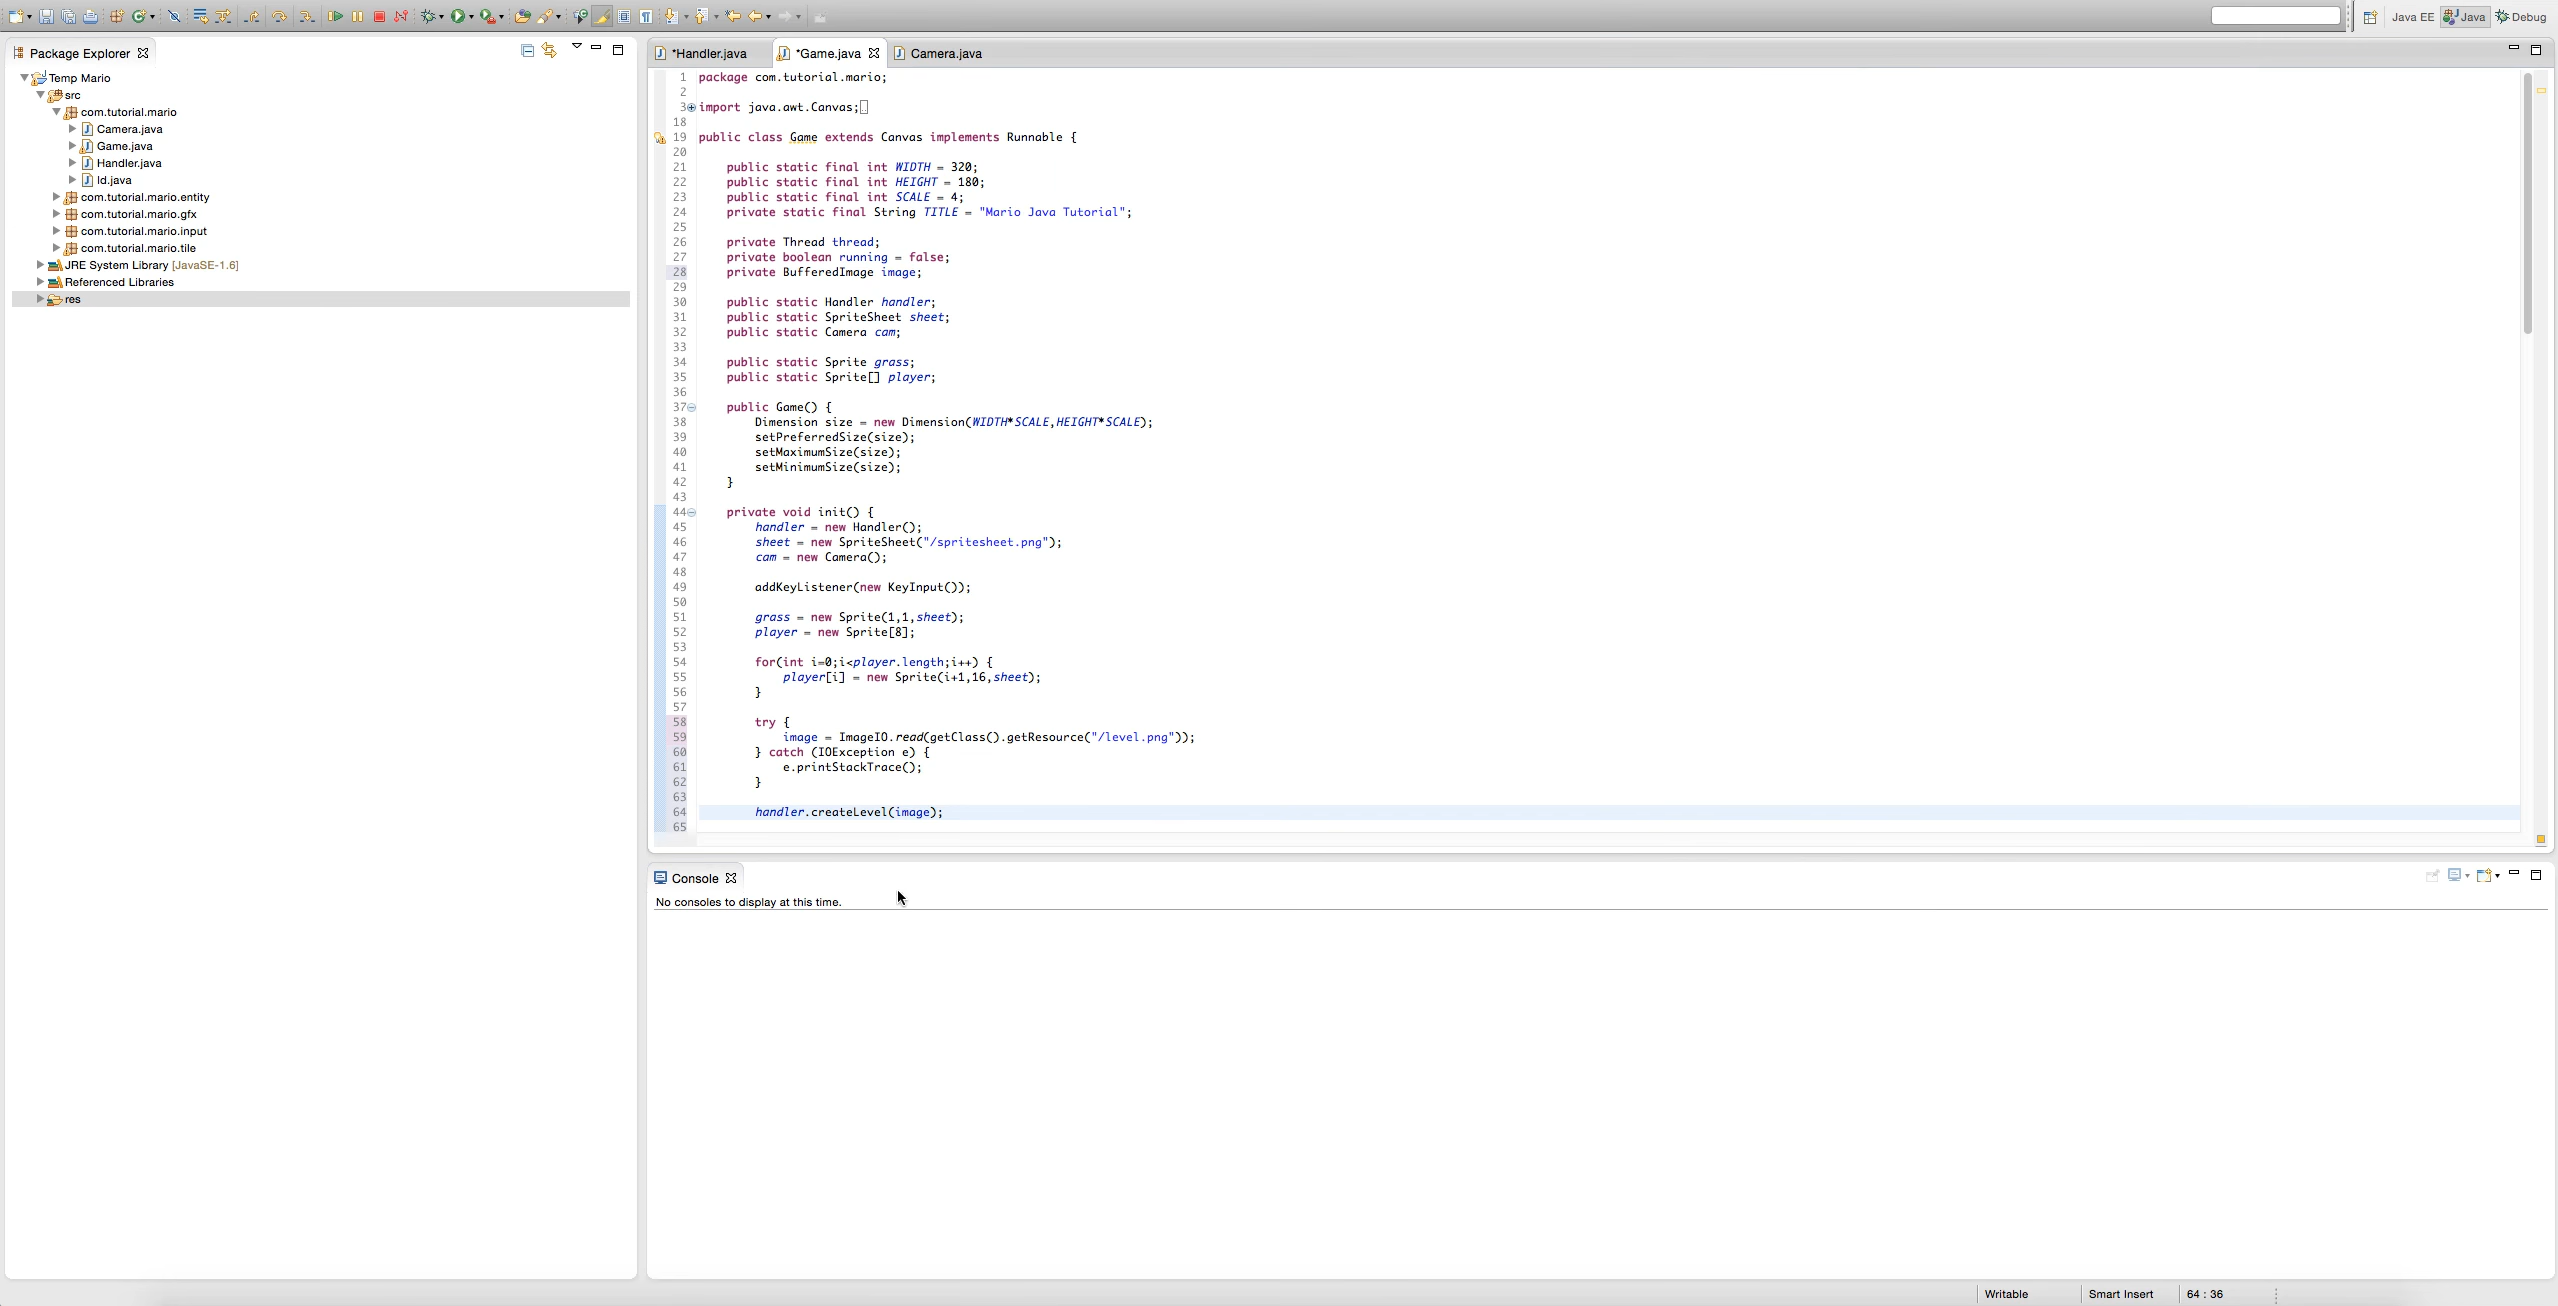 Java EE
Java
Debug
Package Explorer
Temp Mario
src
com.tutorial.mario
Camera.java
Game.java
Handler.java
Id.java
com.tutorial.mario.entity
com.tutorial.mario.gfx
com.tutorial.mario.input
com.tutorial.mario.tile
JRE System Library [JavaSE-1.6]
Referenced Libraries
res
*Handler.java
*Game.java
Camera.java
1 package com.tutorial.mario;
2
3 import java.awt.Canvas;
18
19 public class Game extends Canvas implements Runnable {
20
21 public static final int WIDTH = 320;
22 public static final int HEIGHT = 180;
23 public static final int SCALE = 4;
24 private static final String TITLE = "Mario Java Tutorial";
25
26 private Thread thread;
27 private boolean running = false;
28 private BufferedImage image;
29
30 public static Handler handler;
31 public static SpriteSheet sheet;
32 public static Camera cam;
33
34 public static Sprite grass;
35 public static Sprite[] player;
36
37 public Game() {
38 Dimension size = new Dimension(WIDTH*SCALE,HEIGHT*SCALE);
39 setPreferredSize(size);
40 setMaximumSize(size);
41 setMinimumSize(size);
42 }
43
44 private void init() {
45 handler = new Handler();
46 sheet = new SpriteSheet("/spritesheet.png");
47 cam = new Camera();
48
49 addKeyListener(new KeyInput());
50
51 grass = new Sprite(1,1,sheet);
52 player = new Sprite[8];
53
54 for(int i=0;i<player.length;i++) {
55 player[i] = new Sprite(i+1,16,sheet);
56 }
57
58 try {
59 image = ImageIO.read(getClass().getResource("/level.png"));
60 } catch (IOException e) {
61 e.printStackTrace();
62 }
63
64 handler.createLevel(image);
65
Console
No consoles to display at this time.
Writable
Smart Insert
64 : 36